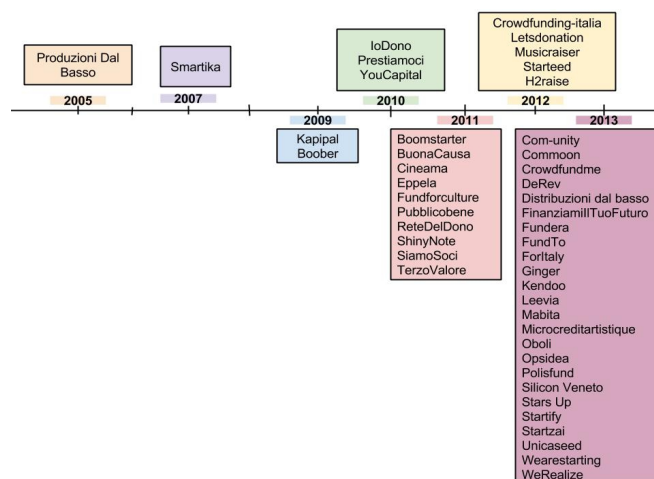 Produzioni Dal
Basso
2005
Smartika
2007
Kapipal
Boober
2009
IoDono
Prestiamoci
YouCapital
2010
2011
Boomstarter
BuonaCausa
Cineama
Eppela
Fundforculture
Pubblicobene
ReteDelDono
ShinyNote
SiamoSoci
TerzoValore
Crowdfunding-italia
Letsdonation
Musicraiser
Starteed
H2raise
2012
2013
Com-unity
Commoon
Crowdfundme
DeRev
Distribuzioni dal basso
FinanziamiIlTuoFuturo
Fundera
FundTo
ForItaly
Ginger
Kendoo
Leevia
Mabita
Microcreditartistique
Oboli
Opsidea
Polisfund
Silicon Veneto
Stars Up
Startify
Startzai
Unicaseed
Wearestarting
WeRealize